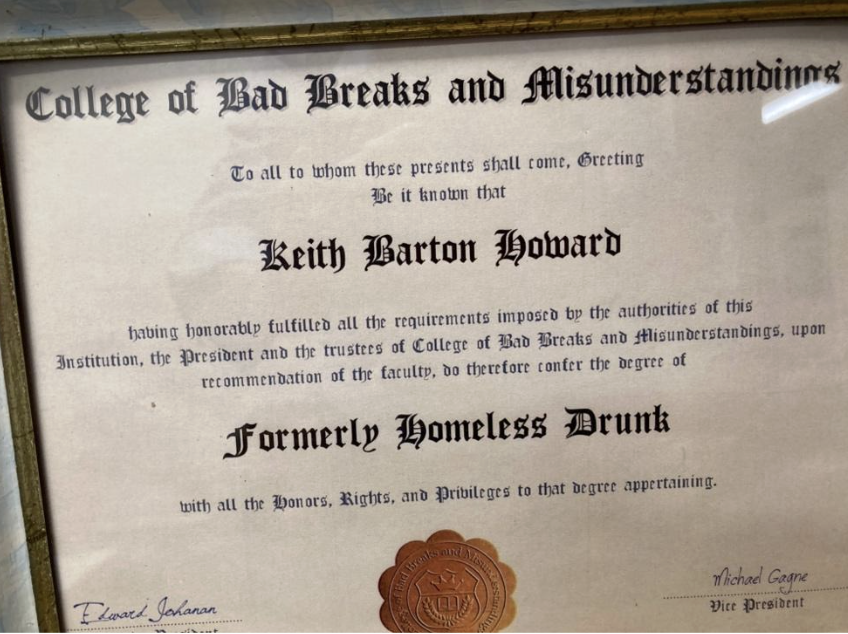 College of Bad Breaks and Misunderstandings
To all to whom these presents shall come, Greeting
Be it known that
Keith Barton Howard
having honorably fulfilled all the requirements imposed by the authorities of this
Institution, the President and the trustees of College of Bad Breaks and Misunderstandings, upon
recommendation of the faculty, do therefore confer the degree of
Formerly Homeless Drunk
with all the Honors, Rights, and Privileges to that degree appertaining.
Bad Breaks and
Edward Johanan
President
Michael Gagne
Vice President